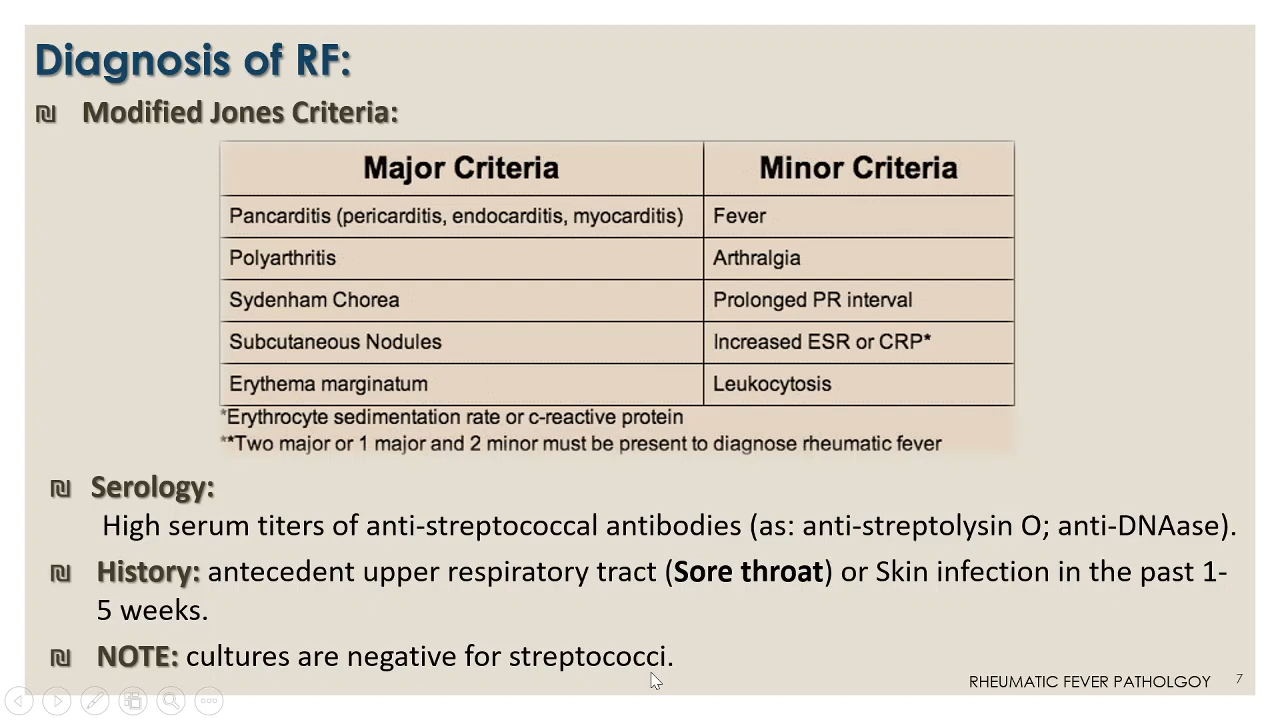 Diagnosis of RF:
₪ Modified Jones Criteria:
Major Criteria Minor Criteria
Pancarditis (pericarditis, endocarditis, myocarditis) Fever
Polyarthritis Arthralgia
Sydenham Chorea Prolonged PR interval
Subcutaneous Nodules Increased ESR or CRP*
Erythema marginatum Leukocytosis
*Erythrocyte sedimentation rate or c-reactive protein
**Two major or 1 major and 2 minor must be present to diagnose rheumatic fever
₪ Serology:
High serum titers of anti-streptococcal antibodies (as: anti-streptolysin O; anti-DNAase).
₪ History: antecedent upper respiratory tract (Sore throat) or Skin infection in the past 1-
5 weeks.
₪ NOTE: cultures are negative for streptococci.
RHEUMATIC FEVER PATHOLGOY 7